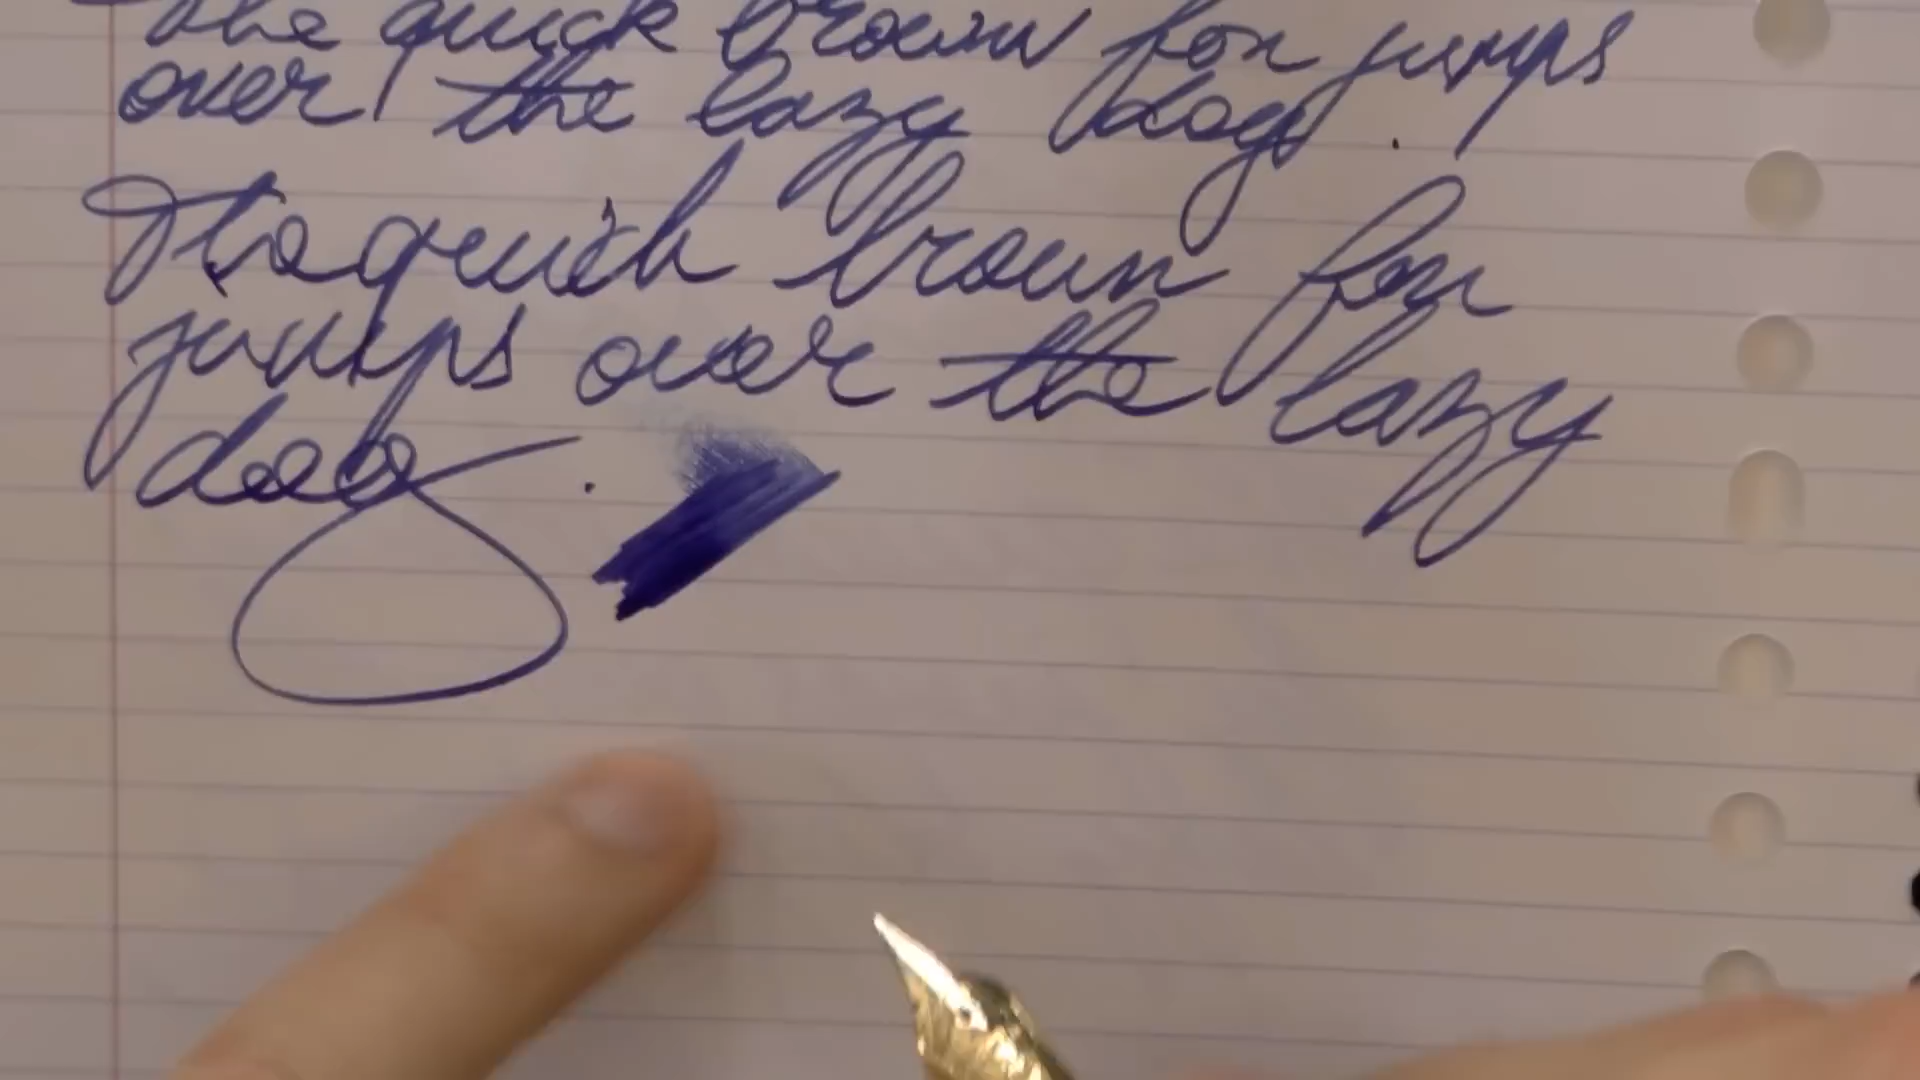 The quick brown fox jumps
over the lazy dog.
The quick brown fox
jumps over the lazy
dog.